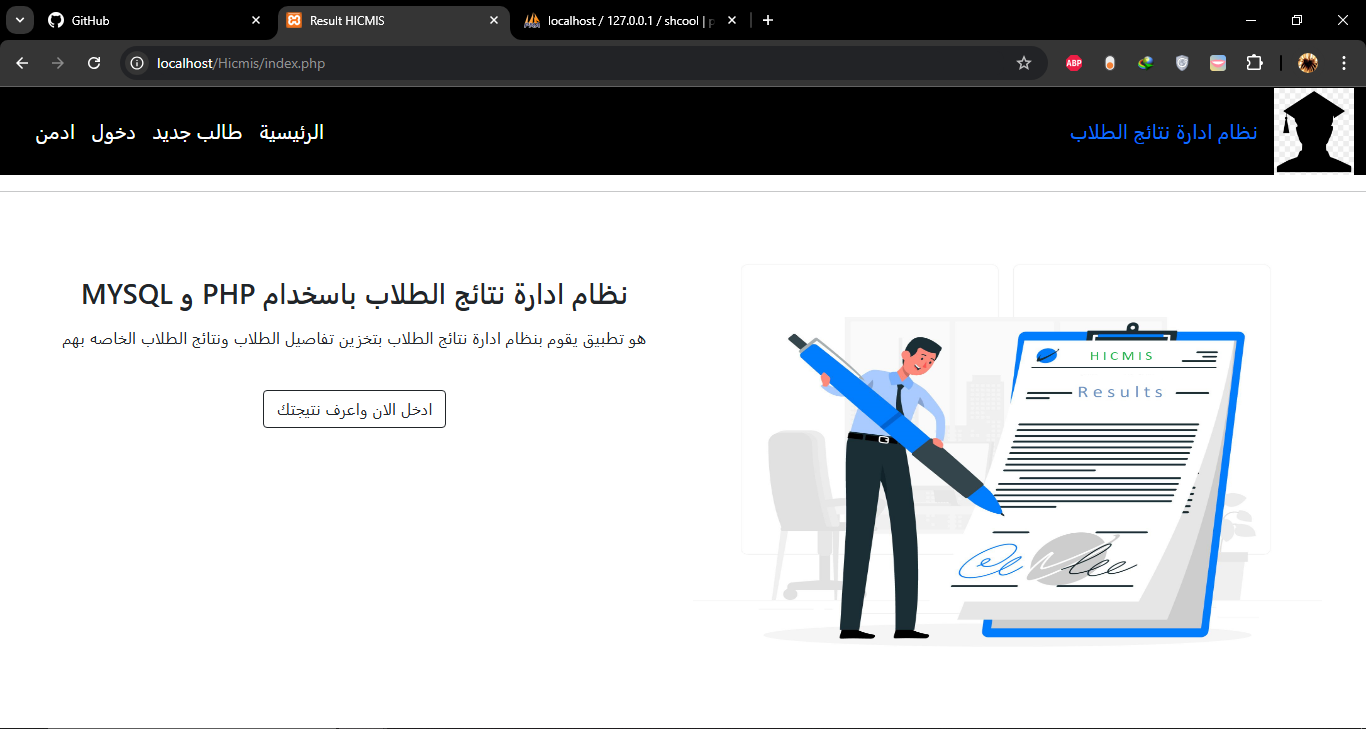 GitHub
Result HICMIS
localhost / 127.0.0.1 / shcool | p
localhost/Hicmis/index.php
ABP
نظام ادارة نتائج الطلاب
الرئيسية طالب جديد دخول ادمن
نظام ادارة نتائج الطلاب باسخدام PHP و MYSQL
هو تطبيق يقوم بنظام ادارة نتائج الطلاب بتخزين تفاصيل الطلاب ونتائج الطلاب الخاصه بهم
ادخل الان واعرف نتيجتك
HICMIS
Results